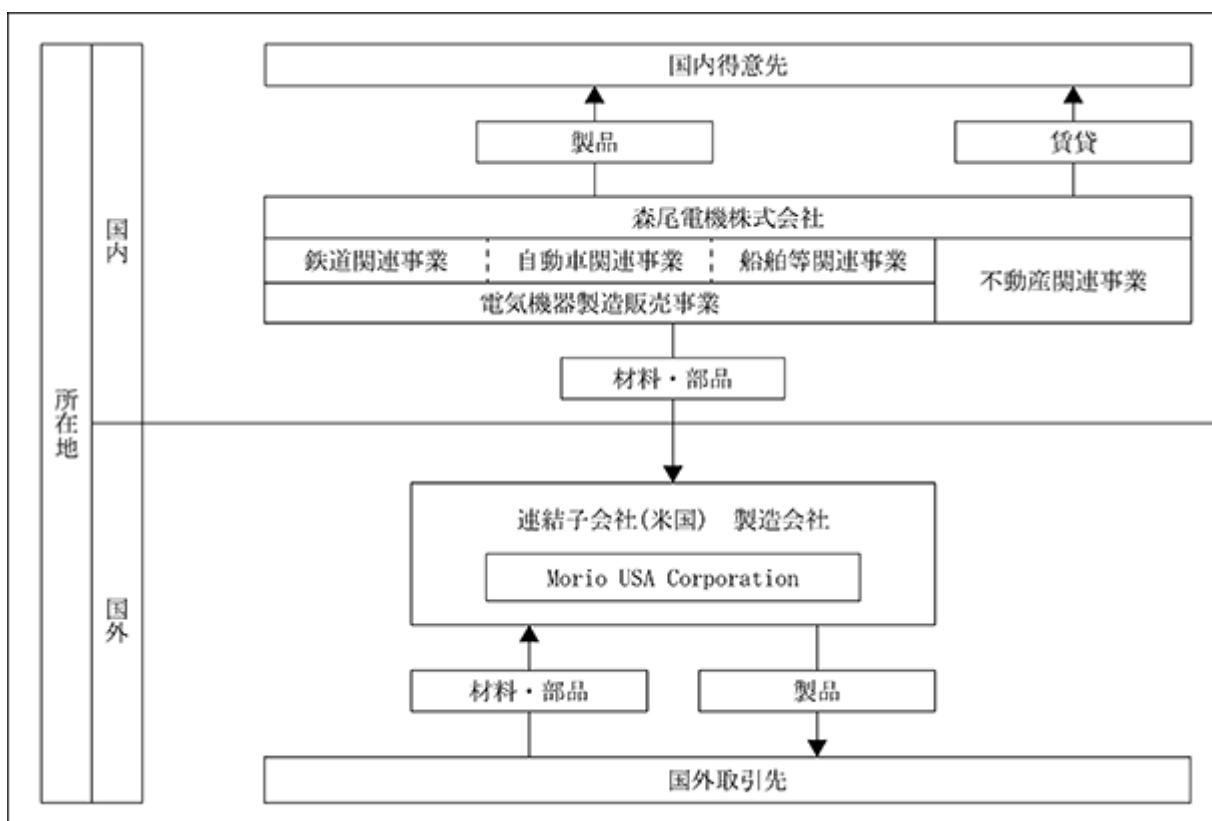 国内得意先
製品
賃貸
森尾電機株式会社
鉄道関連事業
自動車関連事業
船舶等関連事業
不動産関連事業
電気機器製造販売事業
材料・部品
所在地
国内
国外
連結子会社(米国) 製造会社
Morio USA Corporation
材料・部品
製品
国外取引先